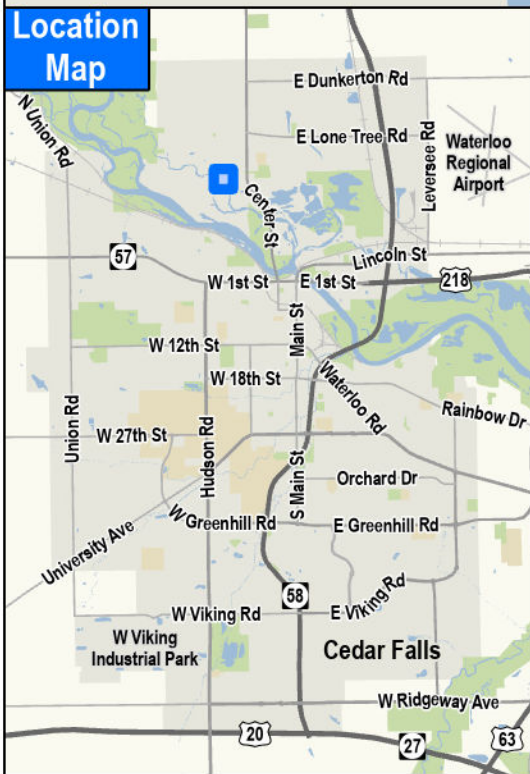 Location
Map
E Dunkerton Rd
N Union Rd
E Lone Tree Rd
Leversee Rd
Waterloo
Regional
Airport
Center St
57
Lincoln St
W 1st St
E 1st St
218
Main St
W 12th St
W 18th St
Waterloo Rd
Rainbow Dr
Union Rd
W 27th St
Hudson Rd
S Main St
Orchard Dr
W Greenhill Rd
E Greenhill Rd
University Ave
58
W Viking Rd
E Viking Rd
W Viking
Industrial Park
Cedar Falls
W Ridgeway Ave
20
27
63